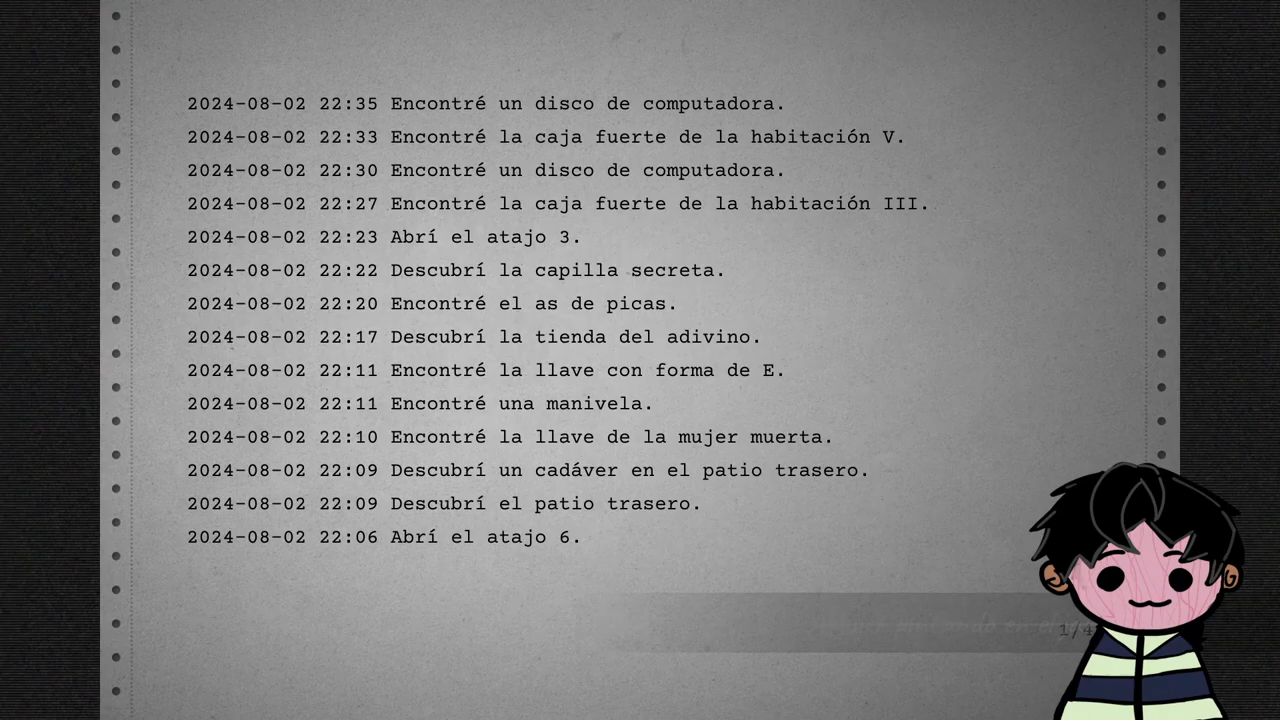 2024-08-02 22:35 Encontré un disco de computadora.
2024-08-02 22:33 Encontré la caja fuerte de la habitación V.
2024-08-02 22:30 Encontré un disco de computadora.
2024-08-02 22:27 Encontré la caja fuerte de la habitación III.
2024-08-02 22:23 Abrí el atajo 3.
2024-08-02 22:22 Descubrí la capilla secreta.
2024-08-02 22:20 Encontré el as de picas.
2024-08-02 22:17 Descubrí la tienda del adivino.
2024-08-02 22:11 Encontré la llave con forma de E.
2024-08-02 22:11 Encontré una manivela.
2024-08-02 22:10 Encontré la llave de la mujer muerta.
2024-08-02 22:09 Descubrí un cadáver en el patio trasero.
2024-08-02 22:09 Descubrí el patio trasero.
2024-08-02 22:06 Abrí el atajo 6.
1/4